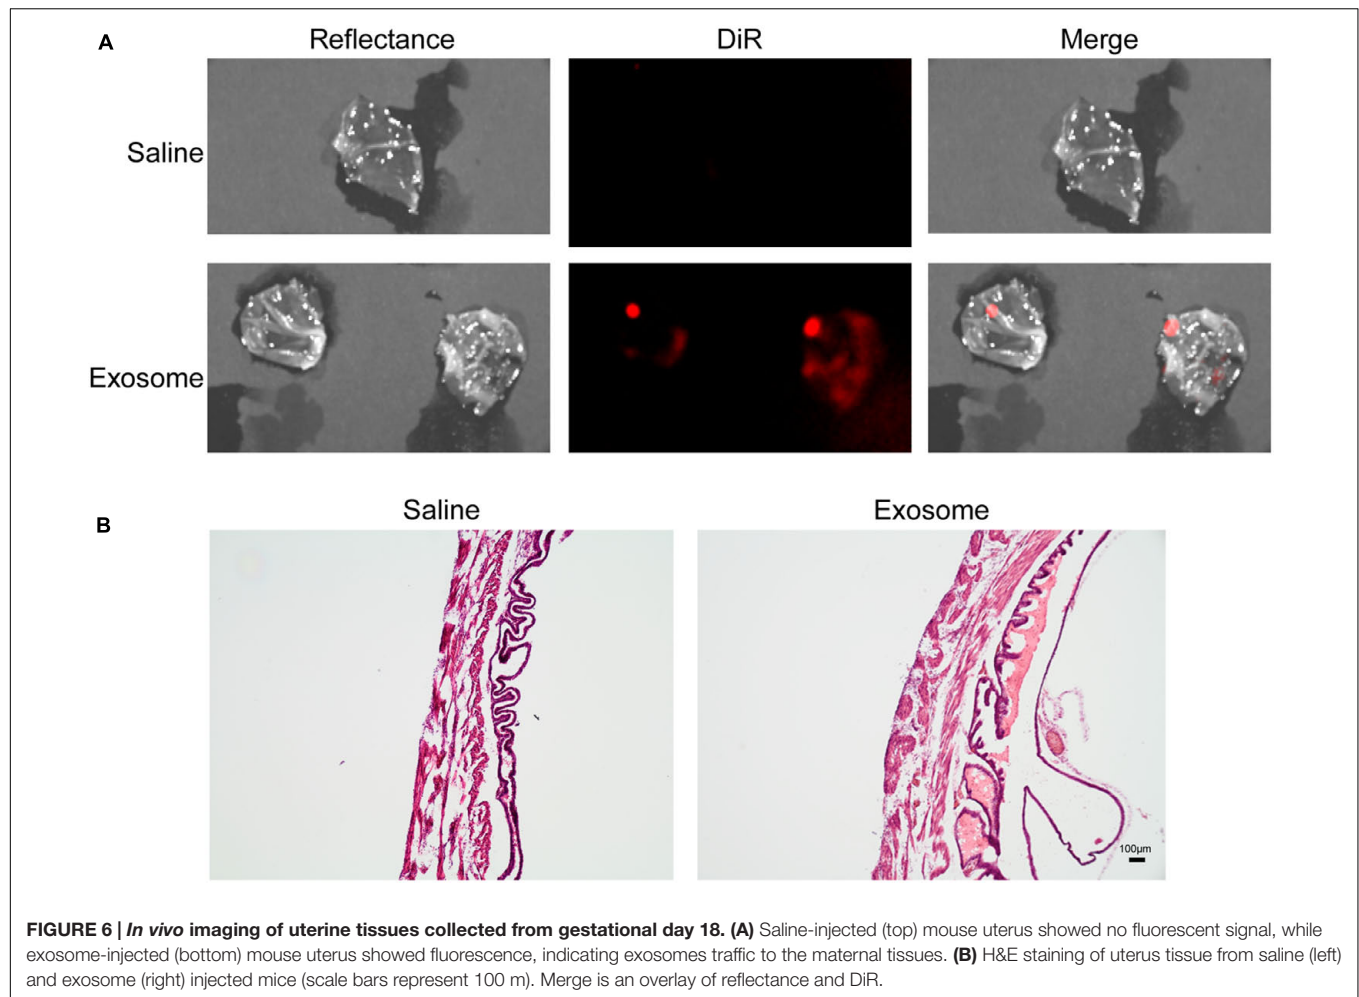 A
Reflectance DiR Merge
Saline
Exosome
B
Saline Exosome
100µm
FIGURE 6 | In vivo imaging of uterine tissues collected from gestational day 18. (A) Saline-injected (top) mouse uterus showed no fluorescent signal, while
exosome-injected (bottom) mouse uterus showed fluorescence, indicating exosomes traffic to the maternal tissues. (B) H&E staining of uterus tissue from saline (left)
and exosome (right) injected mice (scale bars represent 100 m). Merge is an overlay of reflectance and DiR.